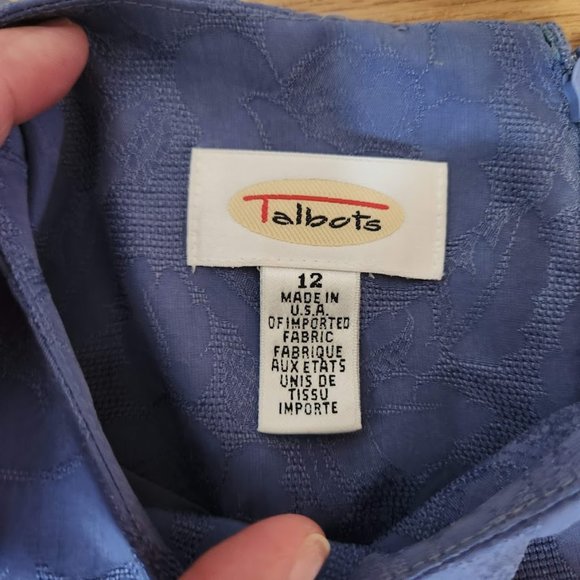 Talbots
12
MADE IN
U.S.A.
OF IMPORTED
FABRIC
FABRIQUE
AUX ETATS
UNIS DE
TISSU
IMPORTE